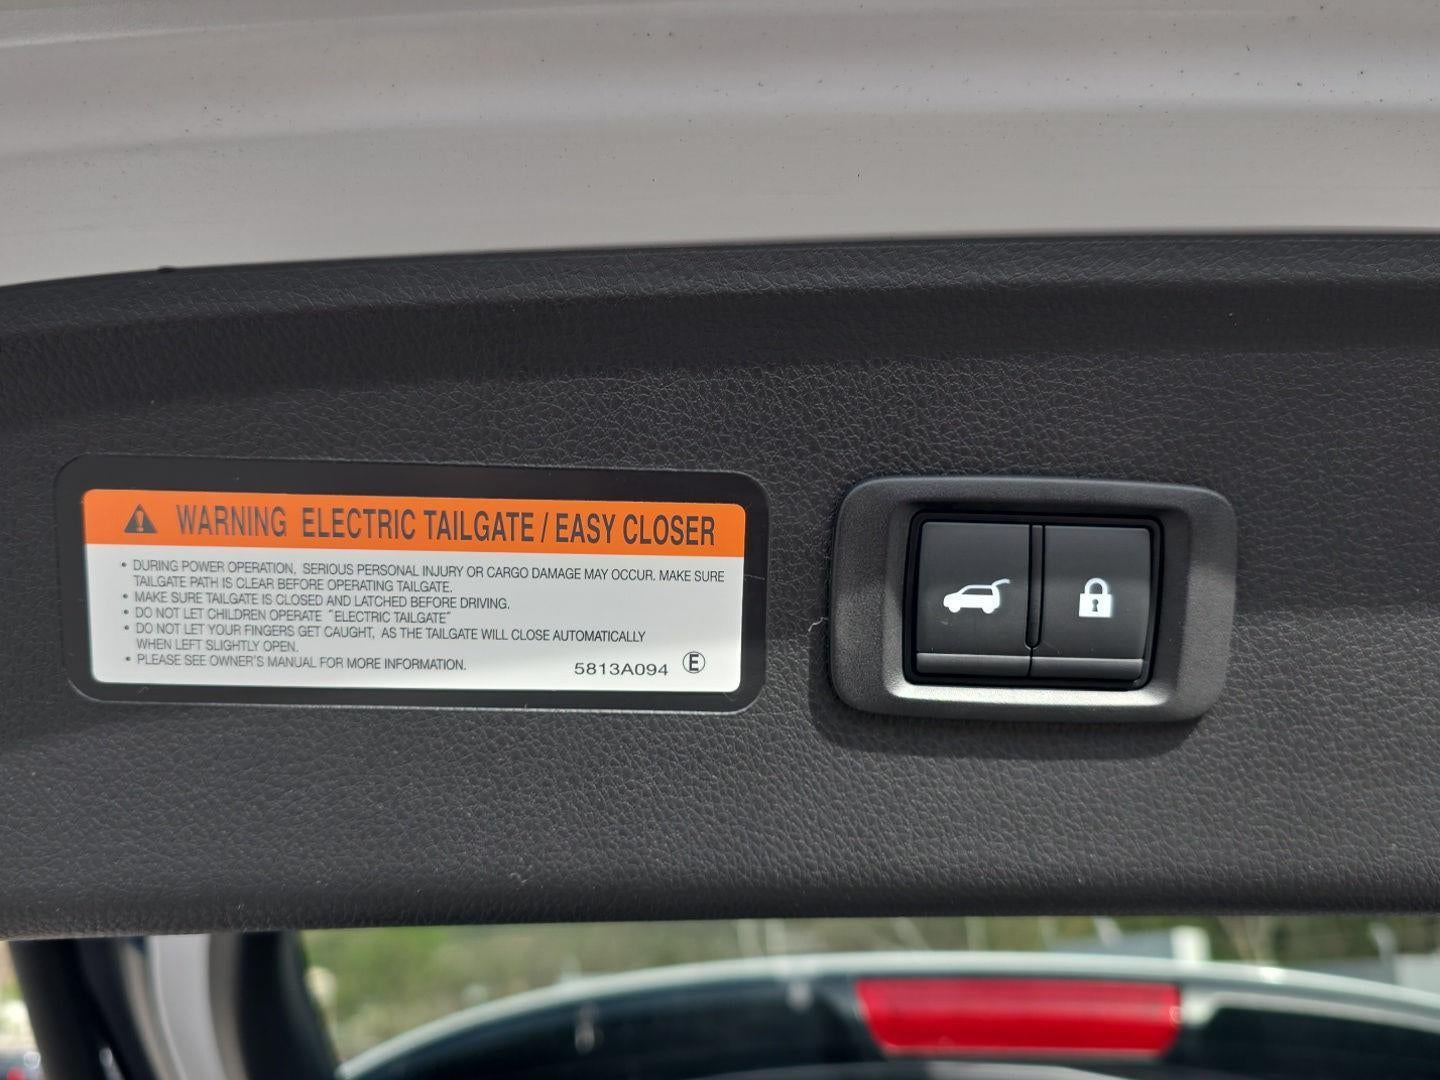 WARNING ELECTRIC TAILGATE / EASY CLOSER
• DURING POWER OPERATION, SERIOUS PERSONAL INJURY OR CARGO DAMAGE MAY OCCUR. MAKE SURE
TAILGATE PATH IS CLEAR BEFORE OPERATING TAILGATE.
• MAKE SURE TAILGATE IS CLOSED AND LATCHED BEFORE DRIVING.
• DO NOT LET CHILDREN OPERATE "ELECTRIC TAILGATE"
• DO NOT LET YOUR FINGERS GET CAUGHT, AS THE TAILGATE WILL CLOSE AUTOMATICALLY
WHEN LEFT SLIGHTLY OPEN.
• PLEASE SEE OWNER'S MANUAL FOR MORE INFORMATION.
5813A094 Ⓔ